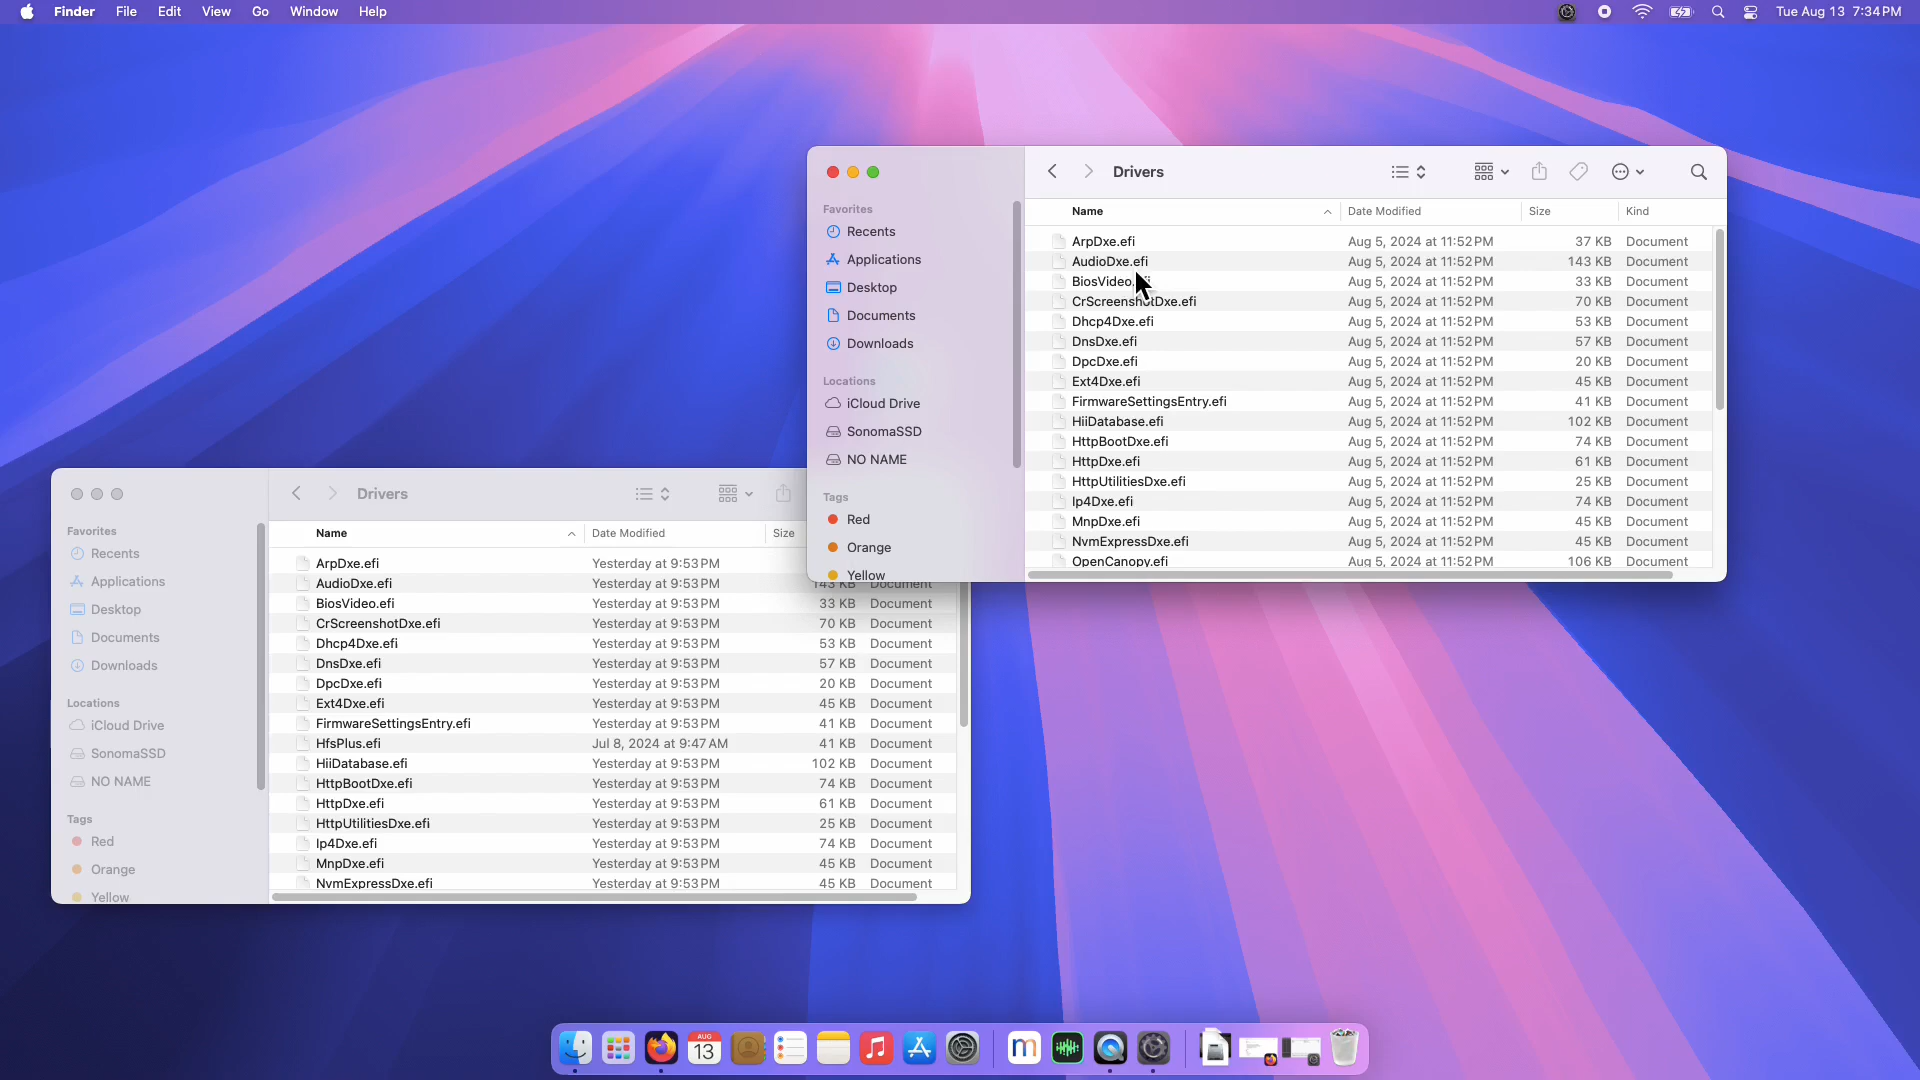 Finder File Edit View Go Window Help
Tue Aug 13 7:34 PM
Drivers
Favorites
Recents
Applications
Desktop
Documents
Downloads
Locations
iCloud Drive
SonomaSSD
NO NAME
Tags
Red
Orange
Yellow
Name Date Modified Size Kind
ArpDxe.efi Aug 5, 2024 at 11:52 PM 37 KB Document
AudioDxe.efi Aug 5, 2024 at 11:52 PM 143 KB Document
BiosVideo. Aug 5, 2024 at 11:52 PM 33 KB Document
CrScreenshotDxe.efi Aug 5, 2024 at 11:52 PM 70 KB Document
Dhcp4Dxe.efi Aug 5, 2024 at 11:52 PM 53 KB Document
DnsDxe.efi Aug 5, 2024 at 11:52 PM 57 KB Document
DpcDxe.efi Aug 5, 2024 at 11:52 PM 20 KB Document
Ext4Dxe.efi Aug 5, 2024 at 11:52 PM 45 KB Document
FirmwareSettingsEntry.efi Aug 5, 2024 at 11:52 PM 41 KB Document
HiiDatabase.efi Aug 5, 2024 at 11:52 PM 102 KB Document
HttpBootDxe.efi Aug 5, 2024 at 11:52 PM 74 KB Document
HttpDxe.efi Aug 5, 2024 at 11:52 PM 61 KB Document
HttpUtilitiesDxe.efi Aug 5, 2024 at 11:52 PM 25 KB Document
Ip4Dxe.efi Aug 5, 2024 at 11:52 PM 74 KB Document
MnpDxe.efi Aug 5, 2024 at 11:52 PM 45 KB Document
NvmExpressDxe.efi Aug 5, 2024 at 11:52 PM 45 KB Document
OpenCanopy.efi Aug 5, 2024 at 11:52 PM 106 KB Document
Drivers
Favorites
Recents
Applications
Desktop
Documents
Downloads
Locations
iCloud Drive
SonomaSSD
NO NAME
Tags
Red
Orange
Yellow
Name Date Modified Size
ArpDxe.efi Yesterday at 9:53 PM
AudioDxe.efi Yesterday at 9:53 PM 143 KB Document
BiosVideo.efi Yesterday at 9:53 PM 33 KB Document
CrScreenshotDxe.efi Yesterday at 9:53 PM 70 KB Document
Dhcp4Dxe.efi Yesterday at 9:53 PM 53 KB Document
DnsDxe.efi Yesterday at 9:53 PM 57 KB Document
DpcDxe.efi Yesterday at 9:53 PM 20 KB Document
Ext4Dxe.efi Yesterday at 9:53 PM 45 KB Document
FirmwareSettingsEntry.efi Yesterday at 9:53 PM 41 KB Document
HfsPlus.efi Jul 8, 2024 at 9:47 AM 41 KB Document
HiiDatabase.efi Yesterday at 9:53 PM 102 KB Document
HttpBootDxe.efi Yesterday at 9:53 PM 74 KB Document
HttpDxe.efi Yesterday at 9:53 PM 61 KB Document
HttpUtilitiesDxe.efi Yesterday at 9:53 PM 25 KB Document
Ip4Dxe.efi Yesterday at 9:53 PM 74 KB Document
MnpDxe.efi Yesterday at 9:53 PM 45 KB Document
NvmExpressDxe.efi Yesterday at 9:53 PM 45 KB Document
AUG
13
m